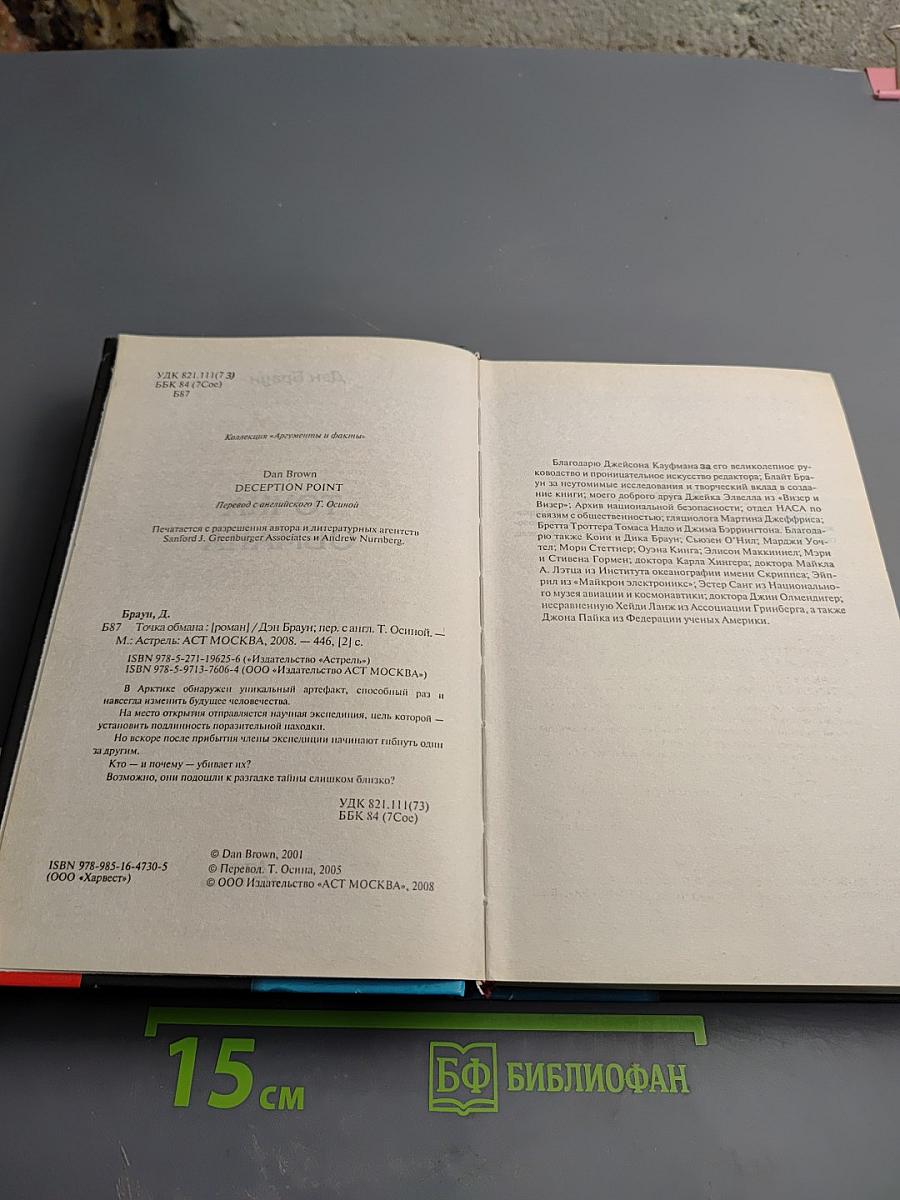 УДК 821.111(73)
ББК 84 (7Сое)
Б87
Коллекция «Аргументы и факты»
Dan Brown
DECEPTION POINT
Перевод с английского Т. Осиной
Печатается с разрешения автора и литературных агентств
Sanford J. Greenburger Associates и Andrew Nurnberg.
Браун, Д.
Б87 Точка обмана : [роман] / Дэн Браун; пер. с англ. Т. Осиной. —
М.: Астрель: АСТ МОСКВА, 2008. — 446, [2] с.
ISBN 978-5-271-19625-6 («Издательство «Астрель»)
ISBN 978-5-9713-7606-4 (ООО «Издательство АСТ МОСКВА»)
В Арктике обнаружен уникальный артефакт, способный раз и
навсегда изменить будущее человечества.
На место открытия отправляется научная экспедиция, цель которой —
установить подлинность поразительной находки.
Но вскоре после прибытия члены экспедиции начинают гибнуть один
за другим.
Кто — и почему — убивает их?
Возможно, они подошли к разгадке тайны слишком близко?
УДК 821.111(73)
ББК 84 (7Сое)
© Dan Brown, 2001
ISBN 978-985-16-4730-5
© Перевод. Т. Осина, 2005
(ООО «Харвест»)
© ООО Издательство «АСТ МОСКВА», 2008
Благодарю Джейсона Кауфмана за его великолепное ру-
ководство и проницательное искусство редактора; Блайт Бра-
ун за неутомимые исследования и творческий вклад в созда-
ние книги; моего доброго друга Джейка Элвелла из «Визер и
Визер»; Архив национальной безопасности; отдел НАСА по
связям с общественностью; гляциолога Мартина Джеффриса;
Бретта Троттера Томаса Надо и Джима Бэррингтона. Благода-
рю также Кони и Дика Браун; Сьюзен О'Нил; Марджи Уоч-
тел; Мори Стеттнер; Оуэна Кинга; Элисон Маккиннел; Мэри
и Стивена Гормен; доктора Карла Хингера; доктора Майкла
А. Лэтца из Института океанографии имени Скриппса; Эйп-
рил из «Майкрон электроникс»; Эстер Санг из Национально-
го музея авиации и космонавтики; доктора Джин Олмендигер;
несравненную Хейди Ланж из Ассоциации Гринберга, а также
Джона Пайка из Федерации ученых Америки.
15 см
БФ БИБЛИОФАН